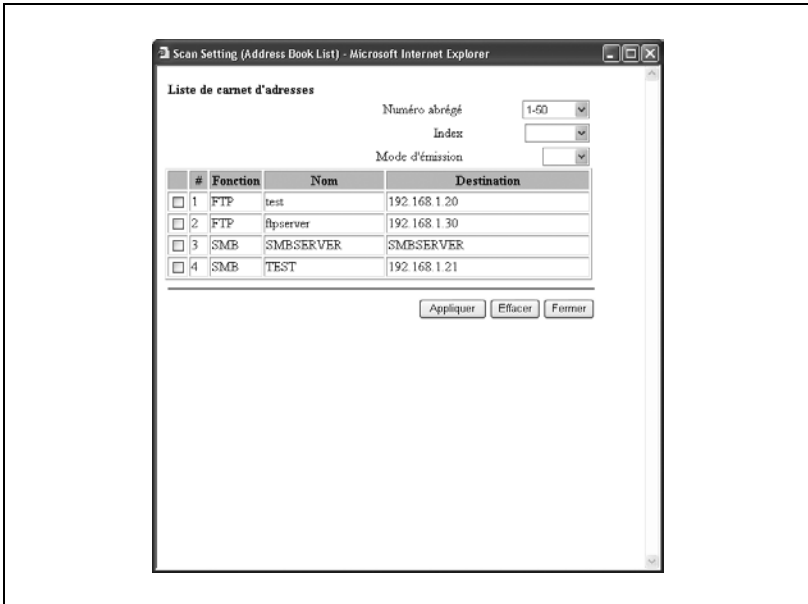 Scan Setting (Address Book List) - Microsoft Internet Explorer
Liste de carnet d'adresses
Numéro abrégé 1-50
Index
Mode d'émission
# Fonction Nom Destination
1 FTP test 192.168.1.20
2 FTP ftpserver 192.168.1.30
3 SMB SMBSERVER SMBSERVER
4 SMB TEST 192.168.1.21
Appliquer Effacer Fermer